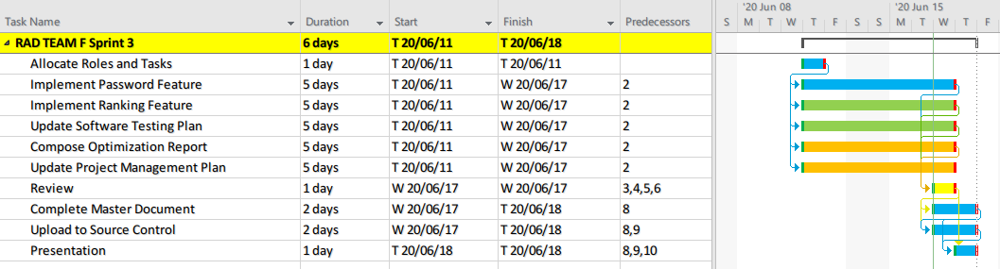 '20 Jun 08 '20 Jun 15
Task Name Duration Start Finish Predecessors S M T W T F S S M T W T F
RAD TEAM F Sprint 3 6 days T 20/06/11 T 20/06/18
Allocate Roles and Tasks 1 day T 20/06/11 T 20/06/11
Implement Password Feature 5 days T 20/06/11 W 20/06/17 2
Implement Ranking Feature 5 days T 20/06/11 W 20/06/17 2
Update Software Testing Plan 5 days T 20/06/11 W 20/06/17 2
Compose Optimization Report 5 days T 20/06/11 W 20/06/17 2
Update Project Management Plan 5 days T 20/06/11 W 20/06/17 2
Review 1 day W 20/06/17 W 20/06/17 3,4,5,6
Complete Master Document 2 days W 20/06/17 T 20/06/18 8
Upload to Source Control 2 days W 20/06/17 T 20/06/18 8,9
Presentation 1 day T 20/06/18 T 20/06/18 8,9,10